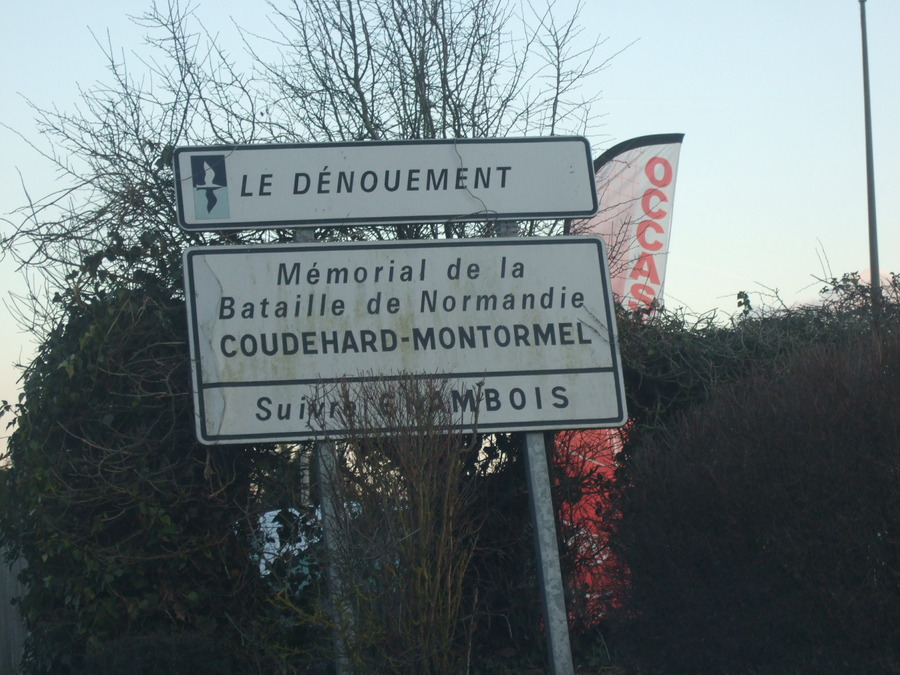 LE DÉNOUEMENT
Mémorial de la
Bataille de Normandie
COUDEHARD-MONTORMEL
Suivre CHAMBOIS
OCCAS